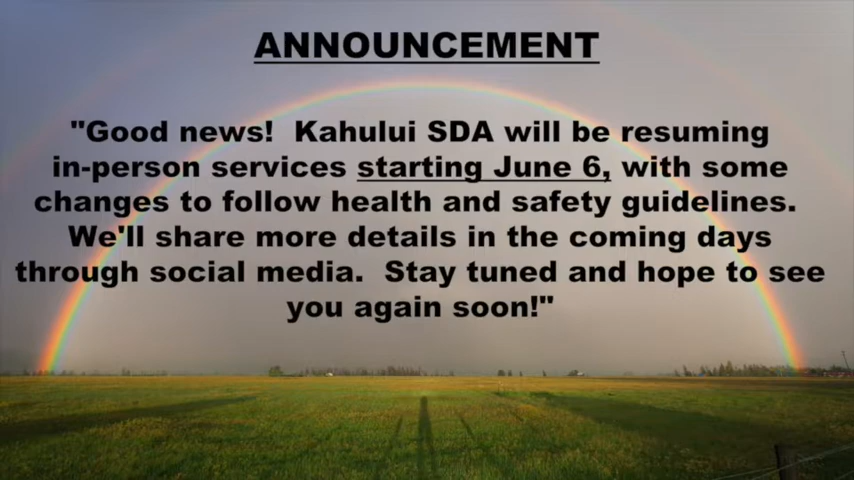 ANNOUNCEMENT
"Good news!  Kahului SDA will be resuming
in-person services starting June 6, with some
changes to follow health and safety guidelines.
We'll share more details in the coming days
through social media.  Stay tuned and hope to see
you again soon!"